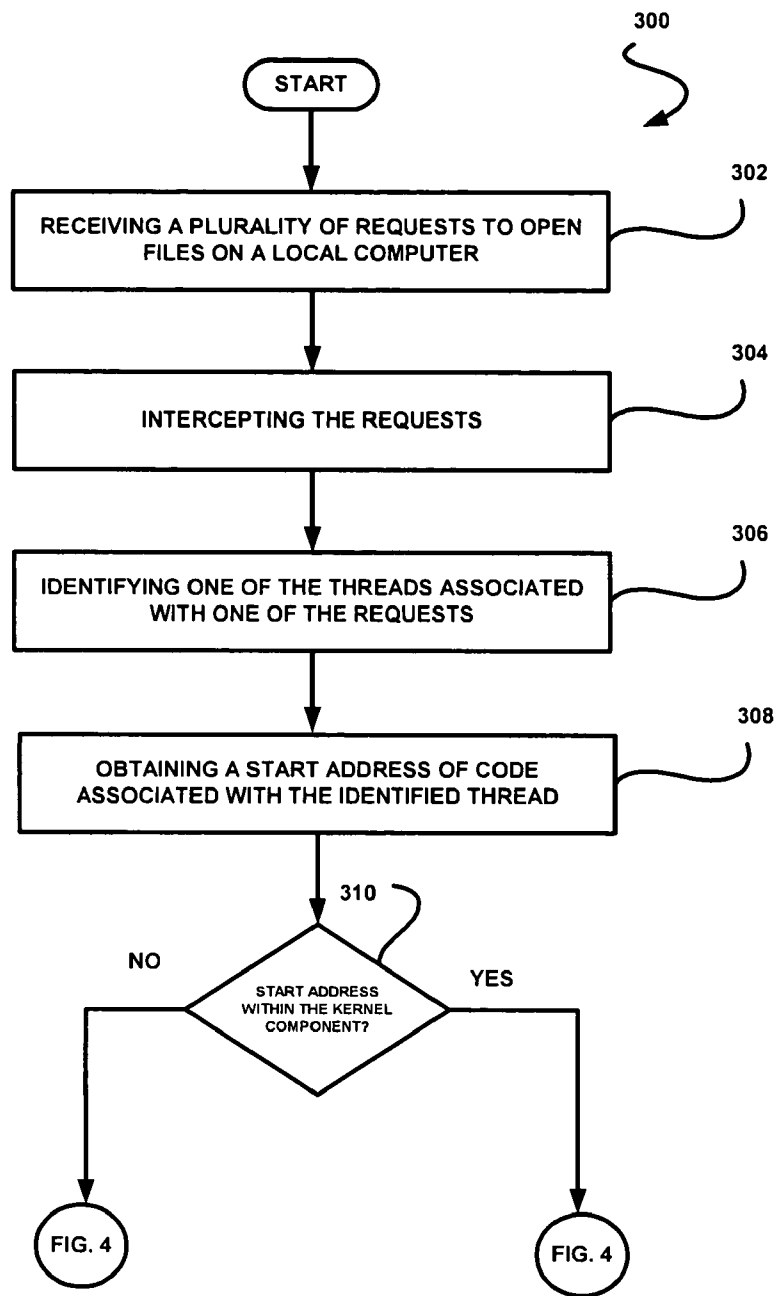 300
START
302
RECEIVING A PLURALITY OF REQUESTS TO OPEN
FILES ON A LOCAL COMPUTER
304
INTERCEPTING THE REQUESTS
306
IDENTIFYING ONE OF THE THREADS ASSOCIATED
WITH ONE OF THE REQUESTS
308
OBTAINING A START ADDRESS OF CODE
ASSOCIATED WITH THE IDENTIFIED THREAD
310
NO
YES
START ADDRESS
WITHIN THE KERNEL
COMPONENT?
FIG. 4
FIG. 4